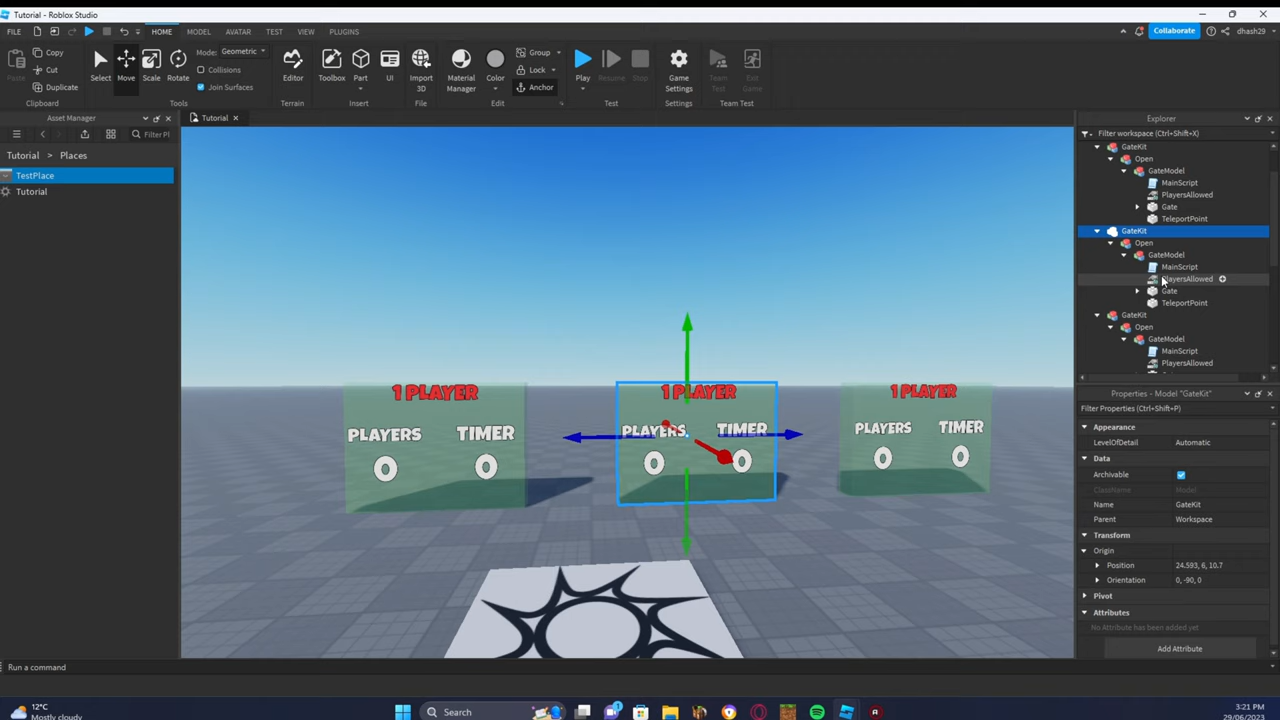 Tutorial - Roblox Studio
FILE HOME MODEL AVATAR TEST VIEW PLUGINS Collaborate dhash29
Paste Copy Cut Duplicate Select Move Scale Rotate Mode: Geometric Collisions Join Surfaces Editor Toolbox Part UI Import 3D Material Manager Color Group Lock Anchor Play Resume Stop Game Settings Team Test Exit Game
Clipboard Tools Terrain Insert File Edit Test Settings Team Test
Asset Manager
Filter Pl
Tutorial > Places
TestPlace
Tutorial
Tutorial
1 PLAYER 1 PLAYER 1 PLAYER
PLAYERS TIMER PLAYERS TIMER PLAYERS TIMER
0 0 0 0 0 0
Explorer
Filter workspace (Ctrl+Shift+X)
GateKit
Open
GateModel
MainScript
PlayersAllowed
Gate
TeleportPoint
GateKit
Open
GateModel
MainScript
PlayersAllowed
Gate
TeleportPoint
GateKit
Open
GateModel
MainScript
PlayersAllowed
Properties - Model "GateKit"
Filter Properties (Ctrl+Shift+P)
Appearance
LevelOfDetail Automatic
Data
Archivable
ClassName Model
Name GateKit
Parent Workspace
Transform
Origin
Position 24.593, 6, 10.7
Orientation 0, -90, 0
Pivot
Attributes
No Attribute has been added yet
Add Attribute
Run a command
12°C
Mostly cloudy
Search
3:21 PM
29/06/2023